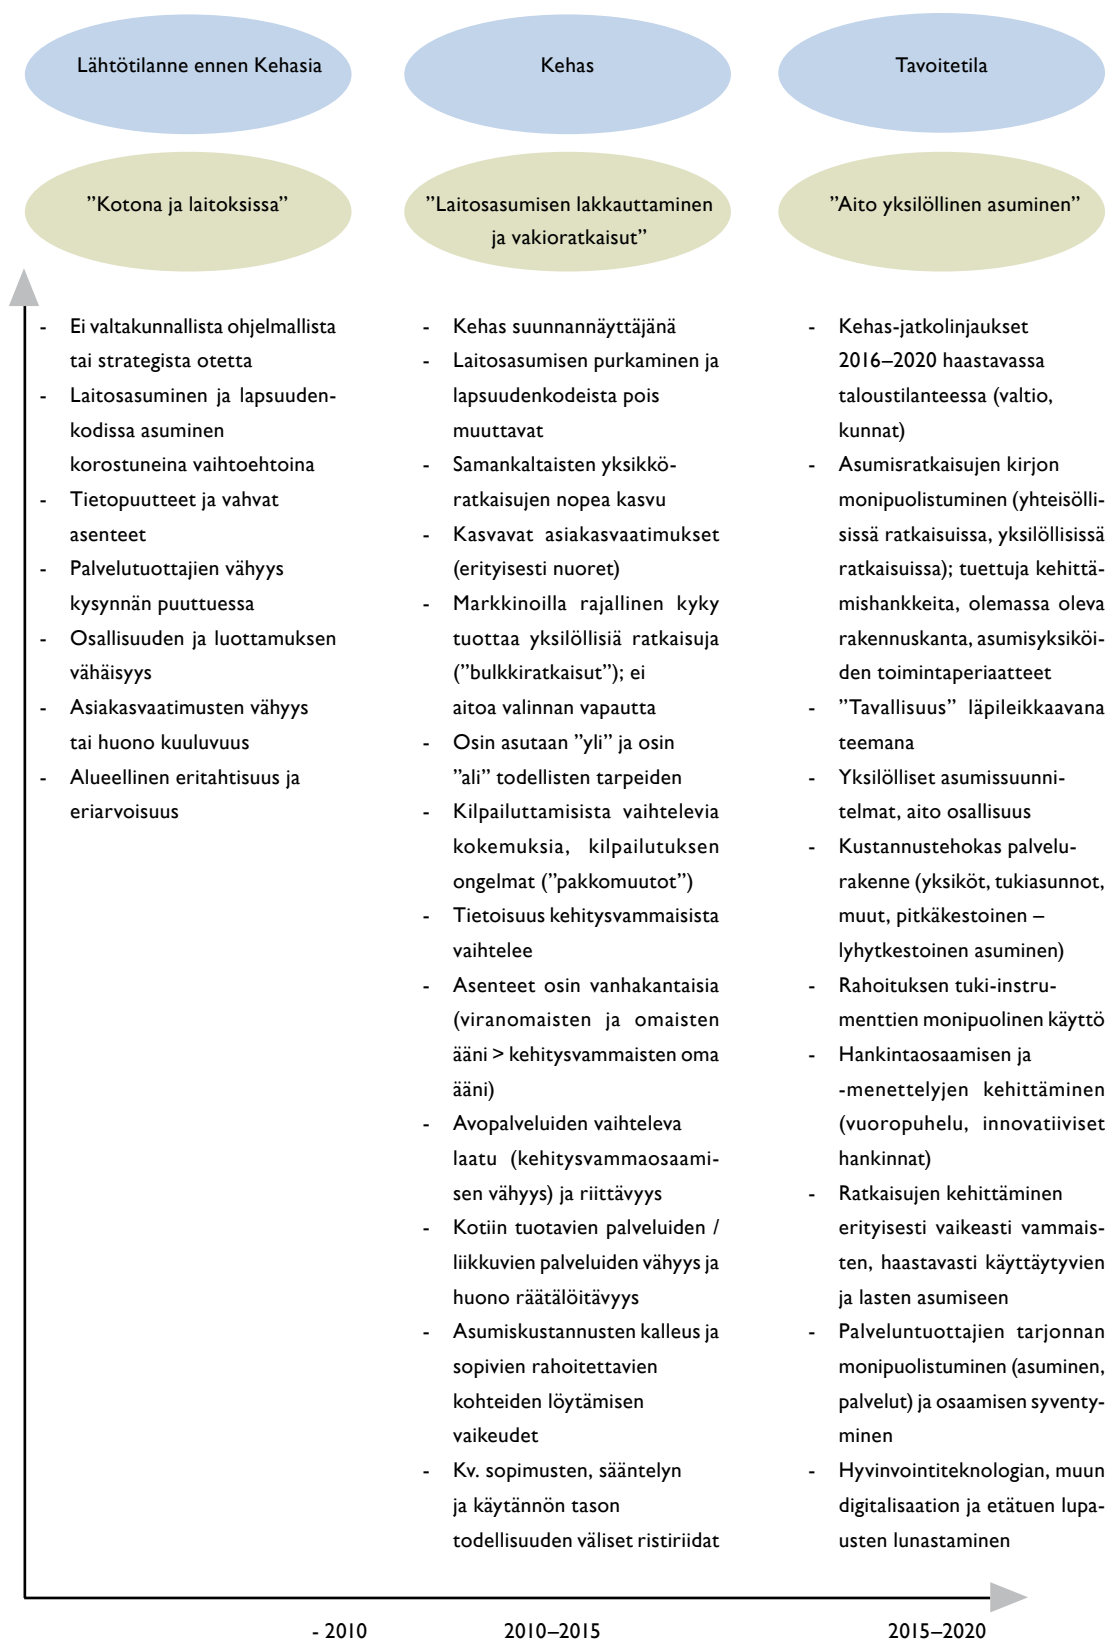 Lähtötilanne ennen Kehasia
Kehas
Tavoitetila
”Kotona ja laitoksissa”
”Laitosasumisen lakkauttaminen
ja vakioratkaisut”
”Aito yksilöllinen asuminen”
- Ei valtakunnallista ohjelmallista
tai strategista otetta
- Laitosasuminen ja lapsuuden-
kodissa asuminen
korostuneina vaihtoehtoina
- Tietopuutteet ja vahvat
asenteet
- Palvelutuottajien vähyys
kysynnän puuttuessa
- Osallisuuden ja luottamuksen
vähäisyys
- Asiakasvaatimusten vähyys
tai huono kuuluvuus
- Alueellinen eritahtisuus ja
eriarvoisuus
- Kehas suunnannäyttäjänä
- Laitosasumisen purkaminen ja
lapsuudenkodeista pois
muuttavat
- Samankaltaisten yksikkö-
ratkaisujen nopea kasvu
- Kasvavat asiakasvaatimukset
(erityisesti nuoret)
- Markkinoilla rajallinen kyky
tuottaa yksilöllisiä ratkaisuja
(”bulkkiratkaisut”); ei
aitoa valinnan vapautta
- Osin asutaan ”yli” ja osin
”ali” todellisten tarpeiden
- Kilpailuttamisista vaihtelevia
kokemuksia, kilpailutuksen
ongelmat (”pakkomuutot”)
- Tietoisuus kehitysvammaisista
vaihtelee
- Asenteet osin vanhakantaisia
(viranomaisten ja omaisten
ääni > kehitysvammaisten oma
ääni)
- Avopalveluiden vaihteleva
laatu (kehitysvammaosaami-
sen vähyys) ja riittävyys
- Kotiin tuotavien palveluiden /
liikkuvien palveluiden vähyys ja
huono räätälöitävyys
- Asumiskustannusten kalleus ja
sopivien rahoitettavien
kohteiden löytämisen
vaikeudet
- Kv. sopimusten, sääntelyn
ja käytännön tason
todellisuuden väliset ristiriidat
- Kehas-jatkolinjaukset
2016–2020 haastavassa
taloustilanteessa (valtio,
kunnat)
- Asumisratkaisujen kirjon
monipuolistuminen (yhteisölli-
sissä ratkaisuissa, yksilöllisissä
ratkaisuissa); tuettuja kehittä-
mishankkeita, olemassa oleva
rakennuskanta, asumisyksiköi-
den toimintaperiaatteet
- ”Tavallisuus” läpileikkaavana
teemana
- Yksilölliset asumissuunni-
telmat, aito osallisuus
- Kustannustehokas palvelu-
rakenne (yksiköt, tukiasunnot,
muut, pitkäkestoinen –
lyhytkestoinen asuminen)
- Rahoituksen tuki-instru-
menttien monipuolinen käyttö
- Hankintaosaamisen ja
-menettelyjen kehittäminen
(vuoropuhelu, innovatiiviset
hankinnat)
- Ratkaisujen kehittäminen
erityisesti vaikeasti vammais-
ten, haastavasti käyttäytyvien
ja lasten asumiseen
- Palveluntuottajien tarjonnan
monipuolistuminen (asuminen,
palvelut) ja osaamisen syventy-
minen
- Hyvinvointiteknologian, muun
digitalisaation ja etätuen lupa-
usten lunastaminen
- 2010
2010–2015
2015–2020